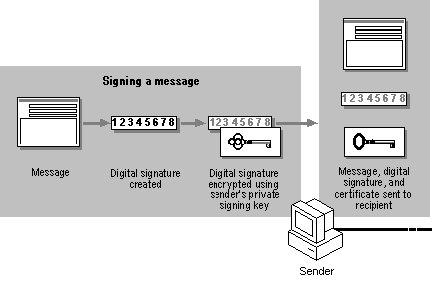 Signing a message
12345678
12345678
12345678
Message
Digital signature
created
Digital signature
encrypted using
sender's private
signing key
Message, digital
signature, and
certificate sent to
recipient
Sender